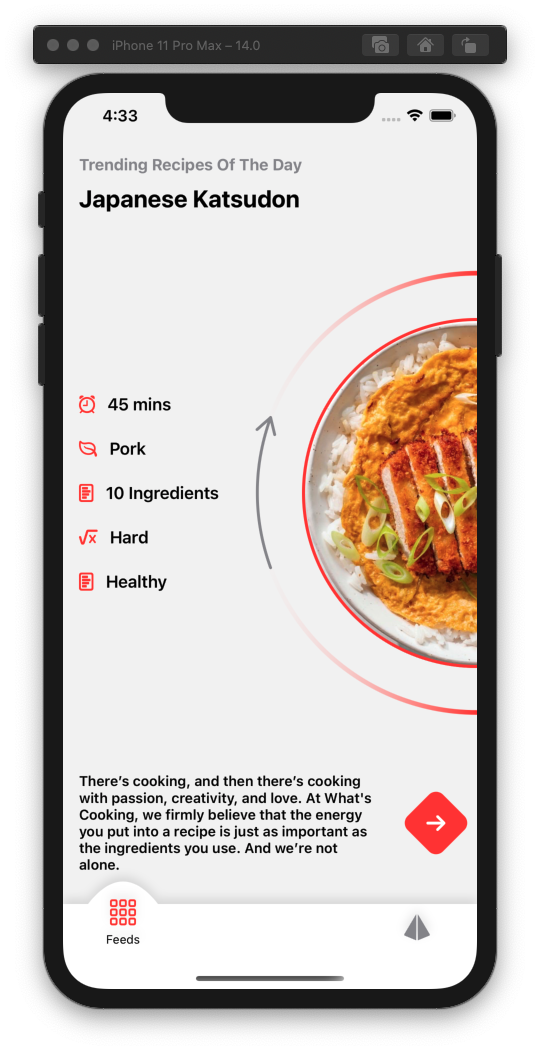 iPhone 11 Pro Max – 14.0
4:33
Trending Recipes Of The Day
Japanese Katsudon
45 mins
Pork
10 Ingredients
√x Hard
Healthy
There’s cooking, and then there’s cooking
with passion, creativity, and love. At What's
Cooking, we firmly believe that the energy
you put into a recipe is just as important as
the ingredients you use. And we’re not
alone.
Feeds